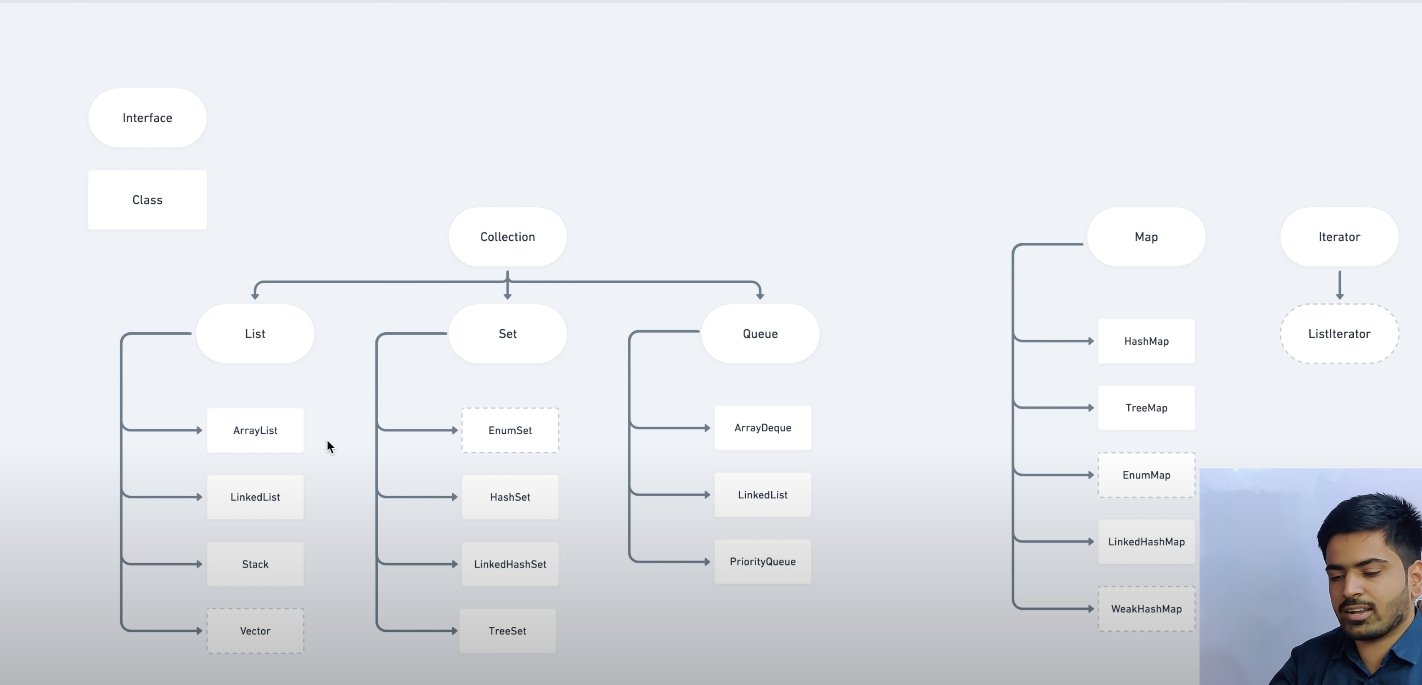 Interface
Class
Collection
Map
Iterator
List
Set
Queue
ListIterator
HashMap
TreeMap
ArrayList
EnumSet
ArrayDeque
EnumMap
LinkedList
HashSet
LinkedList
LinkedHashMap
Stack
LinkedHashSet
PriorityQueue
WeakHashMap
Vector
TreeSet